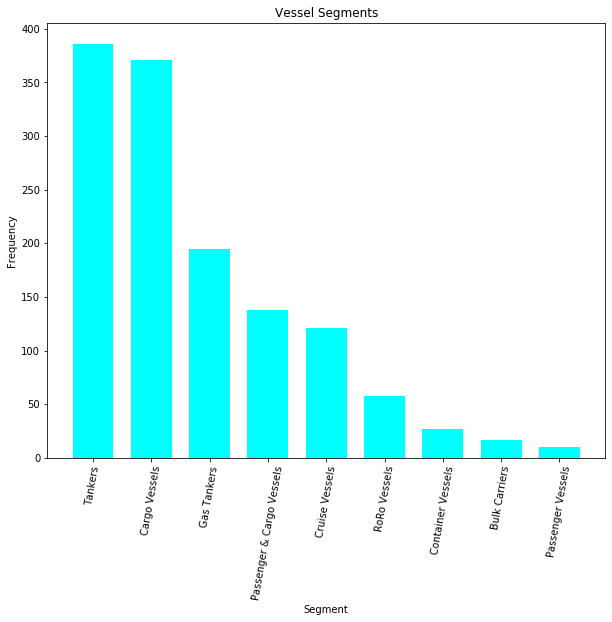 Vessel Segments
400
350
300
250
200
150
100
50
0
Frequency
Tankers
Cargo Vessels
Gas Tankers
Passenger & Cargo Vessels
Cruise Vessels
RoRo Vessels
Container Vessels
Bulk Carriers
Passenger Vessels
Segment